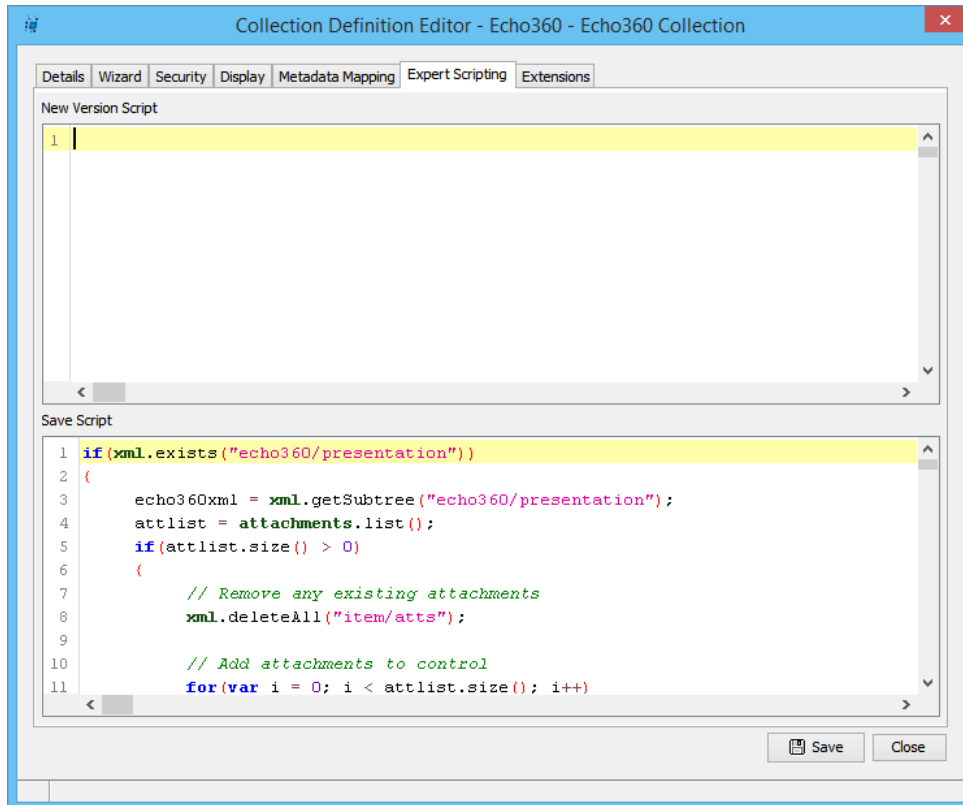 Collection Definition Editor - Echo360 - Echo360 Collection
Details Wizard Security Display Metadata Mapping Expert Scripting Extensions
New Version Script
1
Save Script
1 if(xml.exists("echo360/presentation"))
2 {
3 echo360xml = xml.getSubtree("echo360/presentation");
4 attlist = attachments.list();
5 if(attlist.size() > 0)
6 {
7 // Remove any existing attachments
8 xml.deleteAll("item/atts");
9
10 // Add attachments to control
11 for(var i = 0; i < attlist.size(); i++)
Save Close